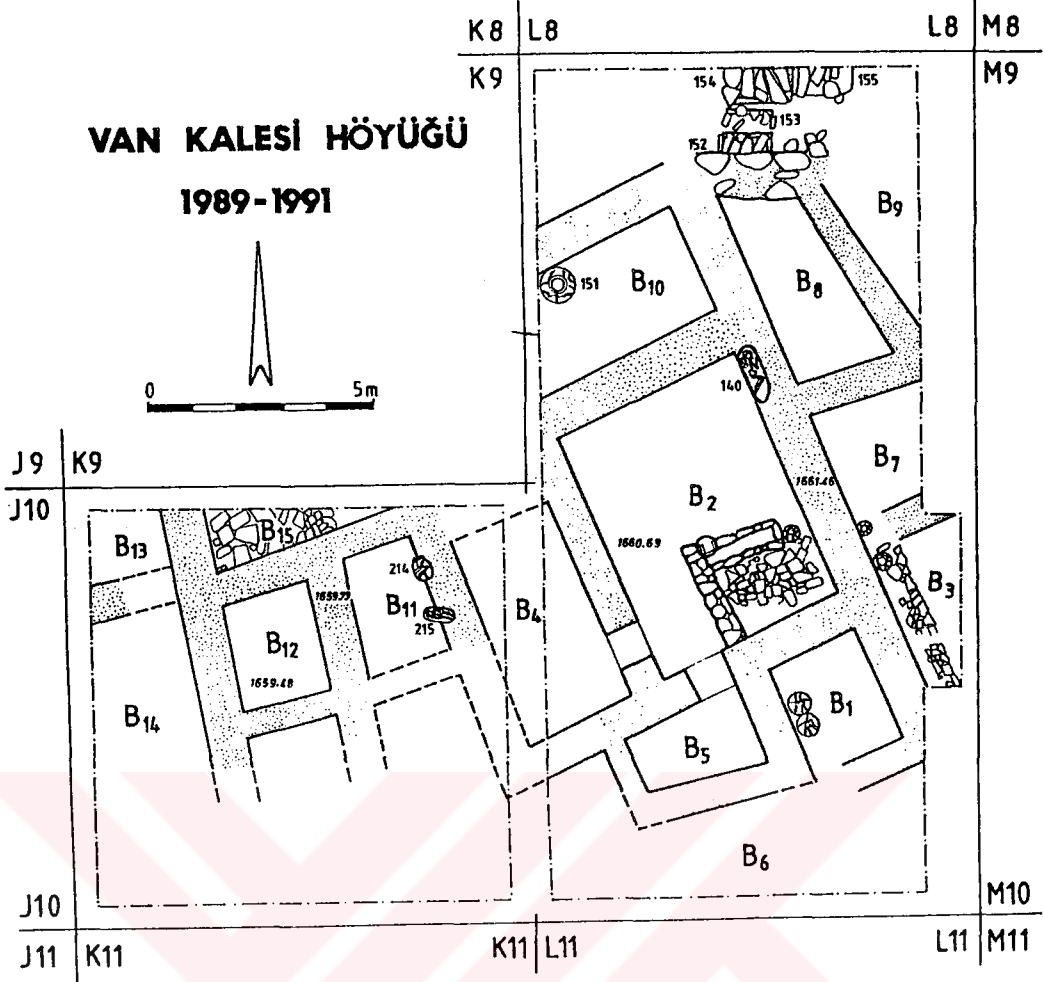 K8 L8 L8 M8
K9 M9
154 155
153
152
VAN KALESİ HÖYÜĞÜ
1989-1991
B9
B8
B10
151
140
0 5m
J9 K9
J10
B7
1661.46
B2
1660.69
B15
B13
214
B11
215
B4
B3
B12
1659.48
B14
B1
B5
B6
J10 M10
J11 K11 K11 L11 L11 M11